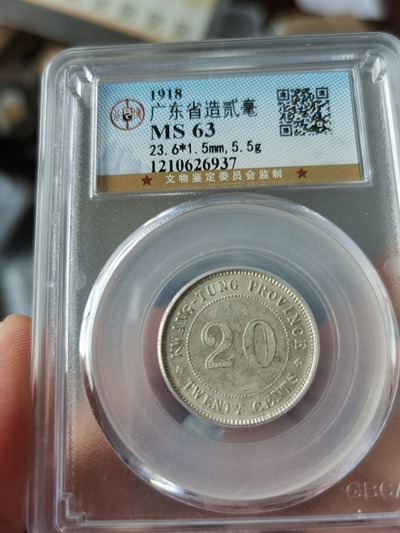 1918
广东省造贰毫
MS 63
23.6*1.5mm,5.5g
1210626937
文物鉴定委员会监制
KWANG-TUNG PROVINCE
20
TWENTY CENTS
GBCA